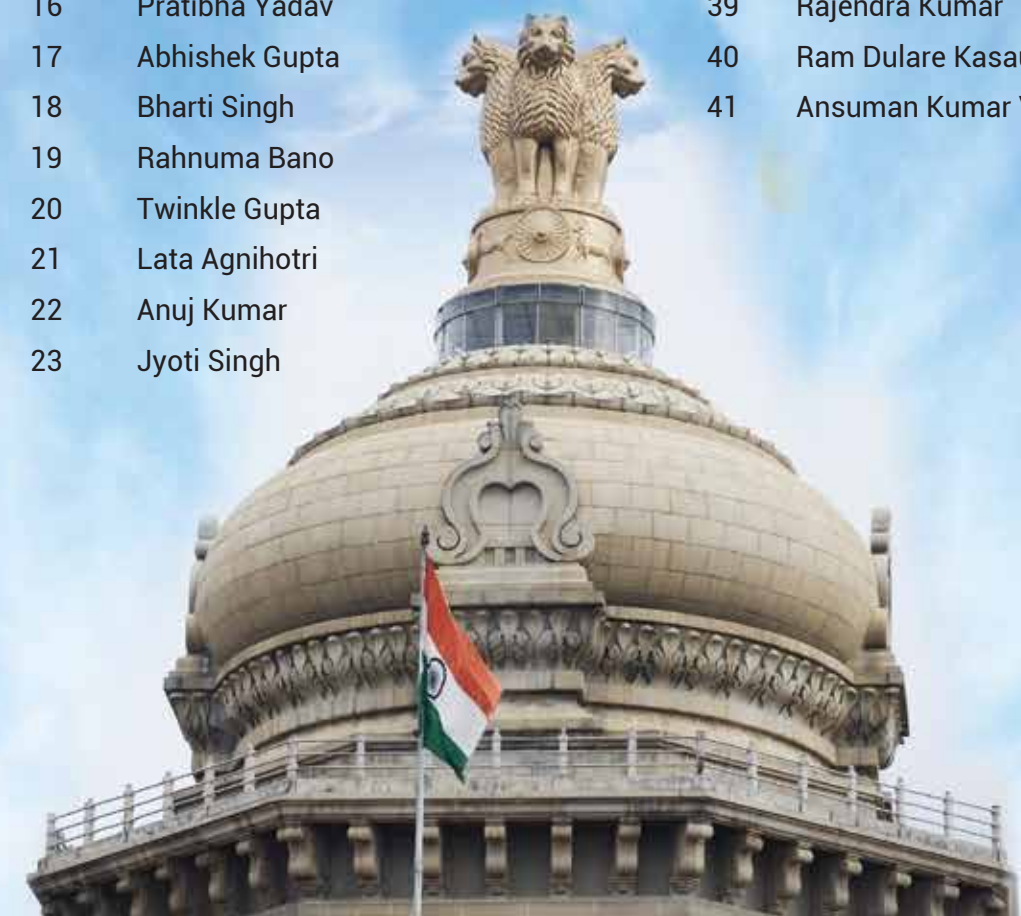 16 Pratibha Yadav
17 Abhishek Gupta
18 Bharti Singh
19 Rahnuma Bano
20 Twinkle Gupta
21 Lata Agnihotri
22 Anuj Kumar
23 Jyoti Singh
39 Rajendra Kumar
40 Ram Dulare
41 Ansuman Kumar